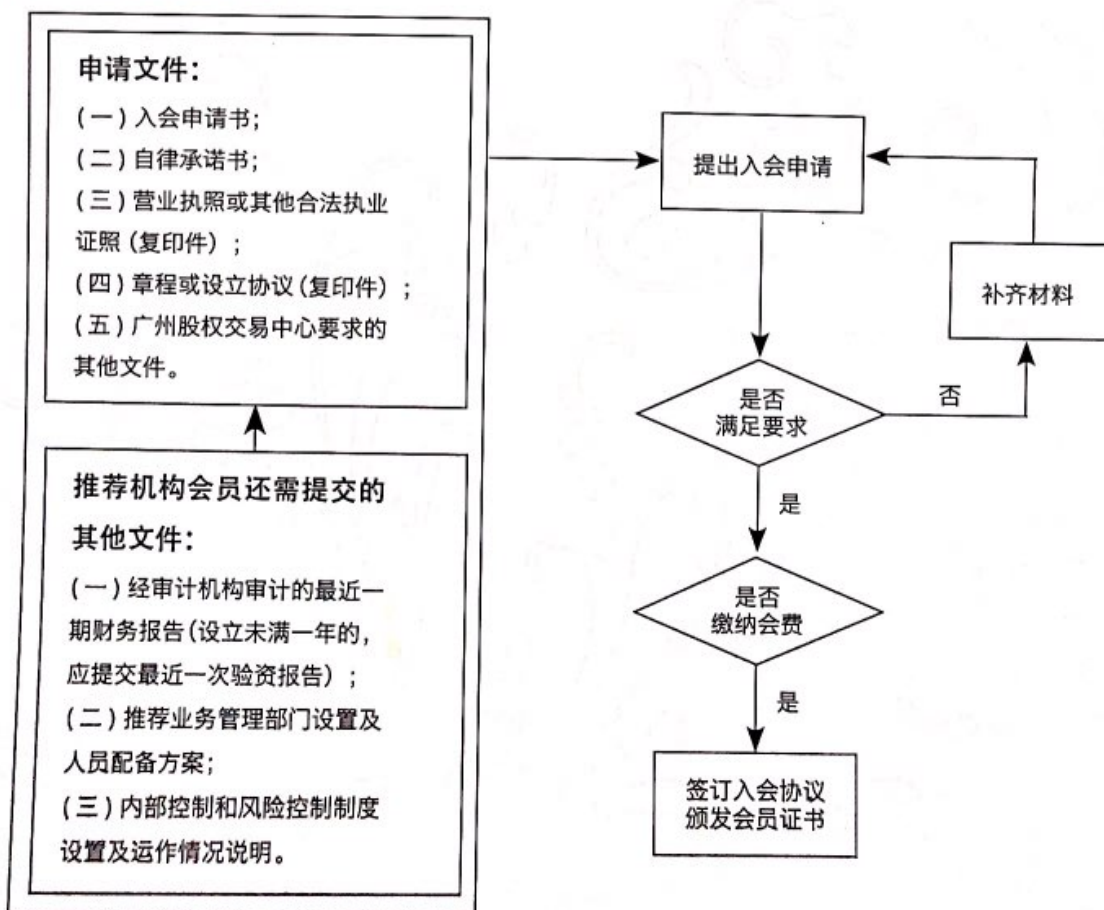 申请文件：
(一)入会申请书；
(二)自律承诺书；
(三)营业执照或其他合法执业
证照(复印件)；
(四)章程或设立协议(复印件)；
(五)广州股权交易中心要求的
其他文件。
推荐机构会员还需提交的
其他文件：
(一)经审计机构审计的最近一
期财务报告(设立未满一年的，
应提交最近一次验资报告)；
(二)推荐业务管理部门设置及
人员配备方案；
(三)内部控制和风险控制制度
设置及运作情况说明。
提出入会申请
补齐材料
是否
满足要求
否
是
是否
缴纳会费
是
签订入会协议
颁发会员证书